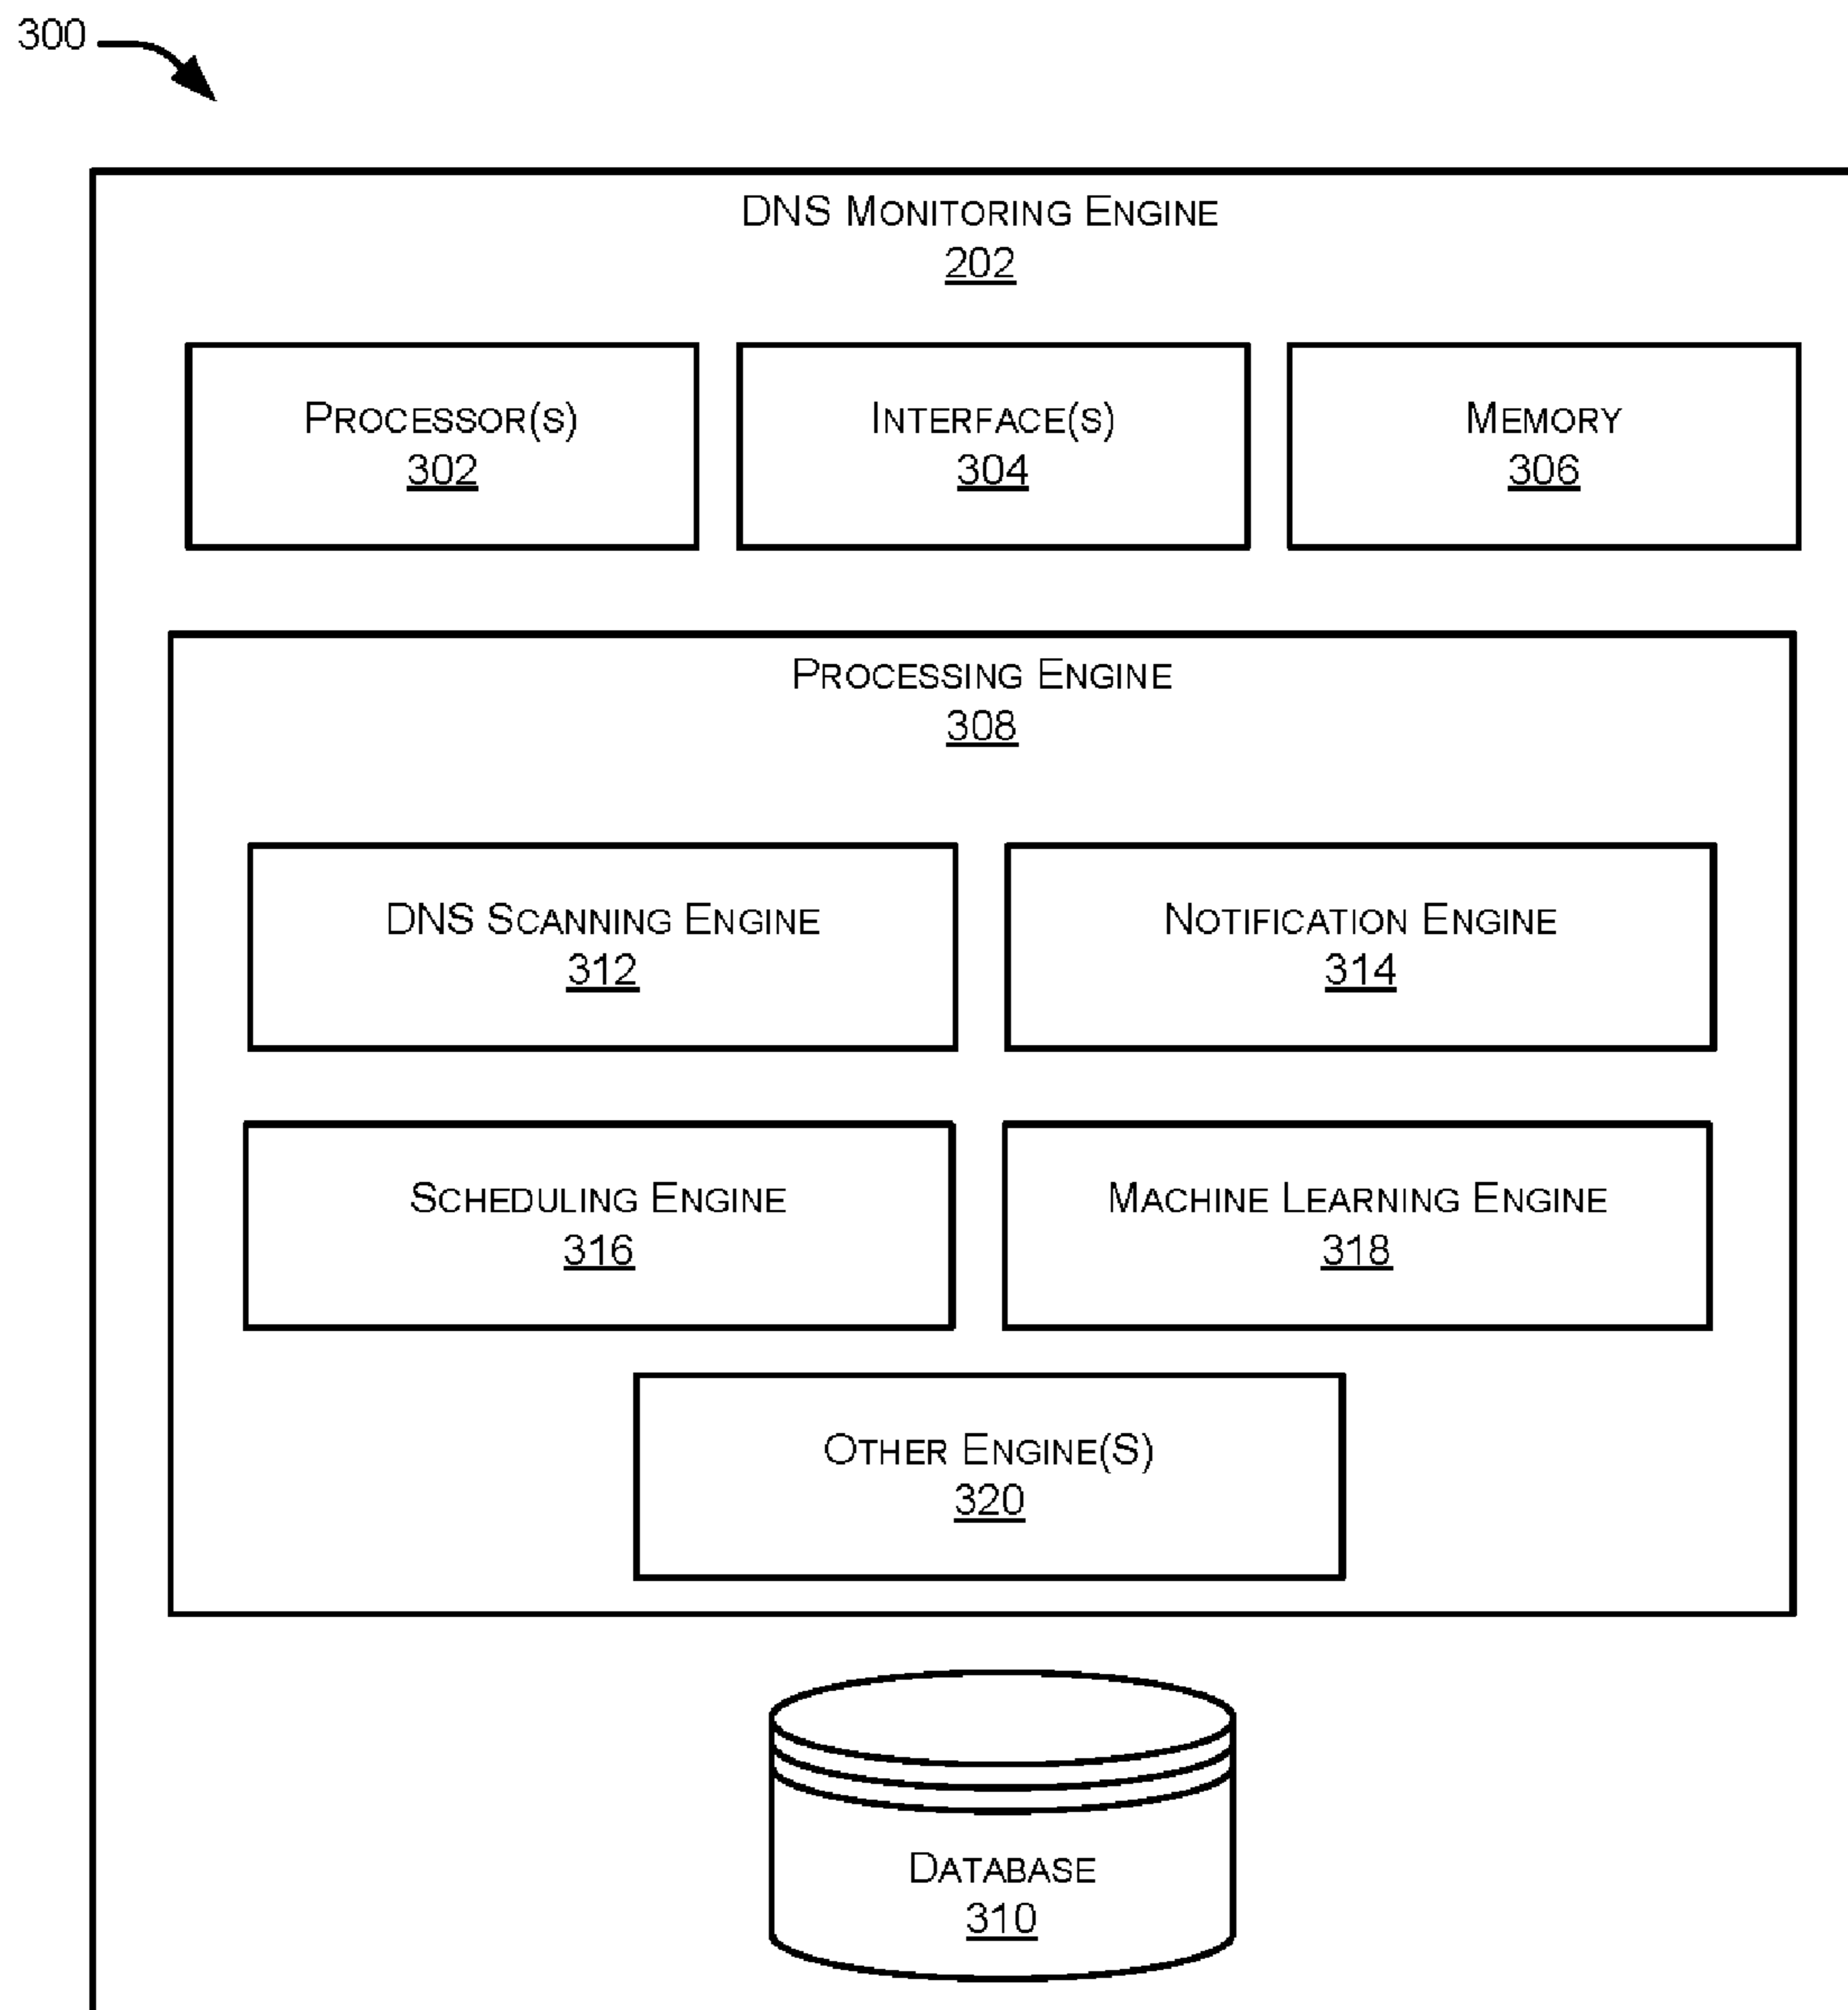 300
DNS MONITORING ENGINE
202
PROCESSOR(S)
302
INTERFACE(S)
304
MEMORY
306
PROCESSING ENGINE
308
DNS SCANNING ENGINE
312
NOTIFICATION ENGINE
314
SCHEDULING ENGINE
316
MACHINE LEARNING ENGINE
318
OTHER ENGINE(S)
320
DATABASE
310